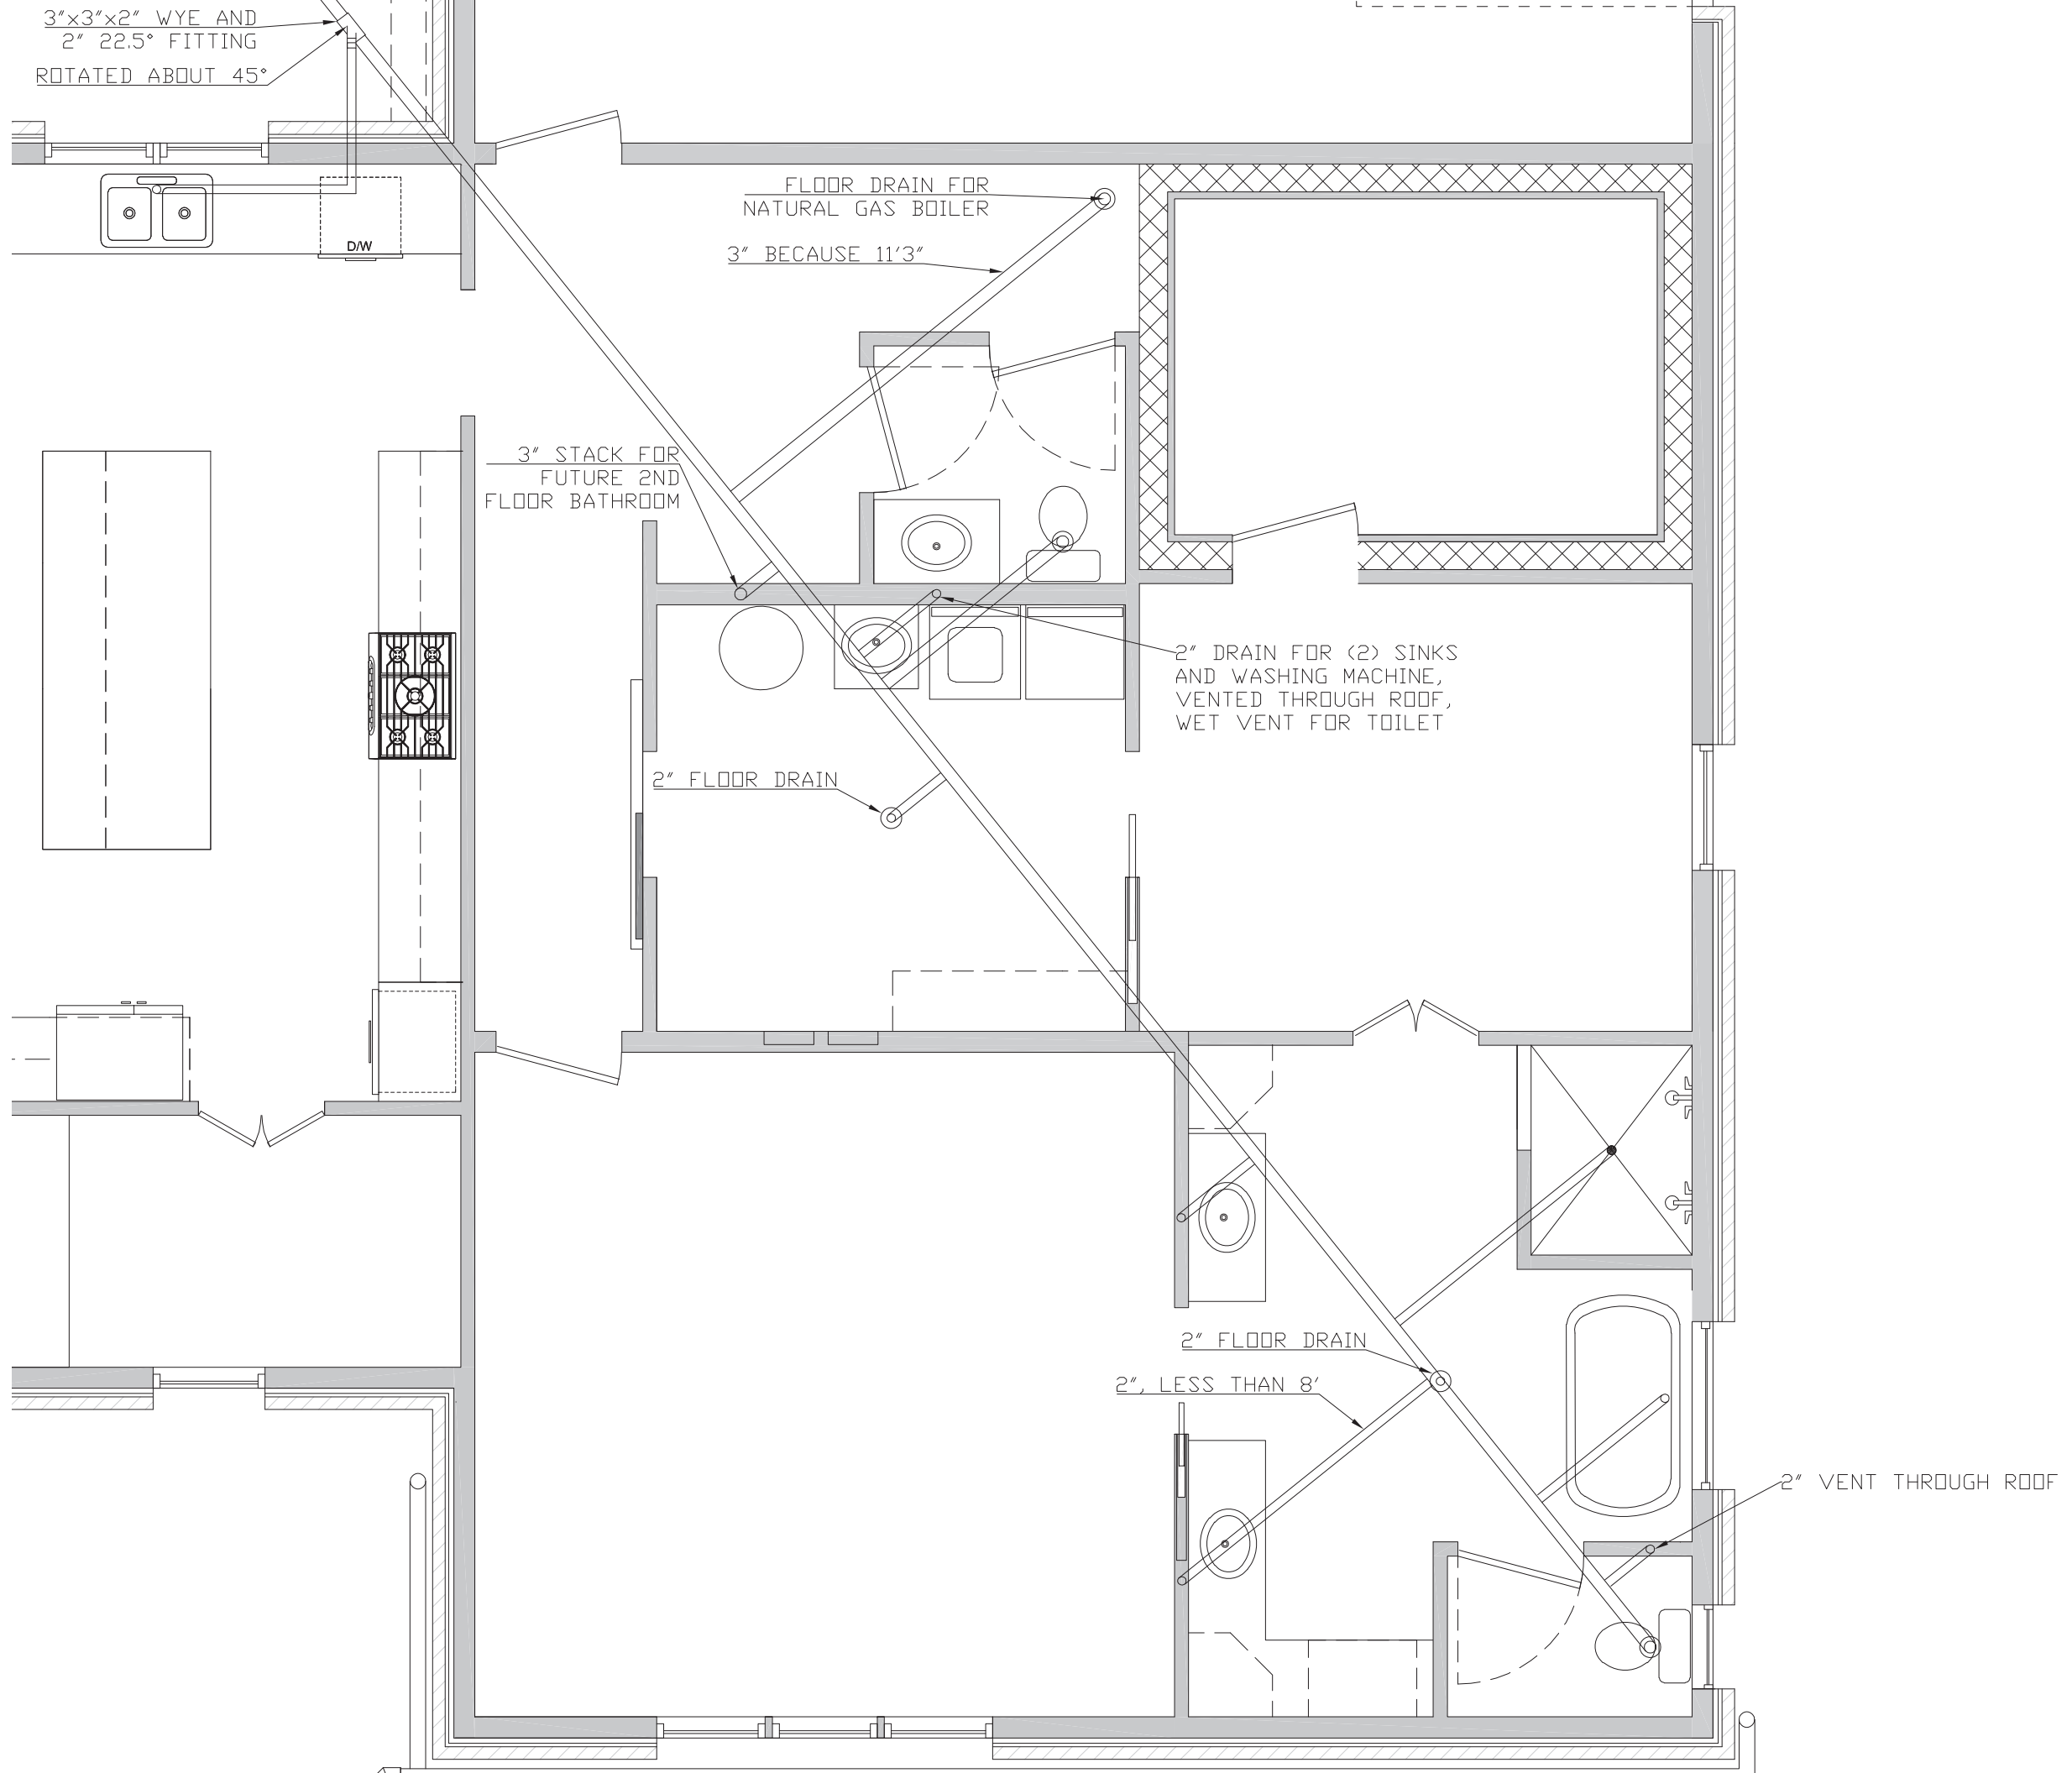 3"x3"x2" WYE AND
2" 22.5° FITTING
ROTATED ABOUT 45°
FLOOR DRAIN FOR
NATURAL GAS BOILER
D/W
3" BECAUSE 11'3"
3" STACK FOR
FUTURE 2ND
FLOOR BATHROOM
2" DRAIN FOR (2) SINKS
AND WASHING MACHINE,
VENTED THROUGH ROOF,
WET VENT FOR TOILET
2" FLOOR DRAIN
2" FLOOR DRAIN
2", LESS THAN 8'
2" VENT THROUGH ROOF